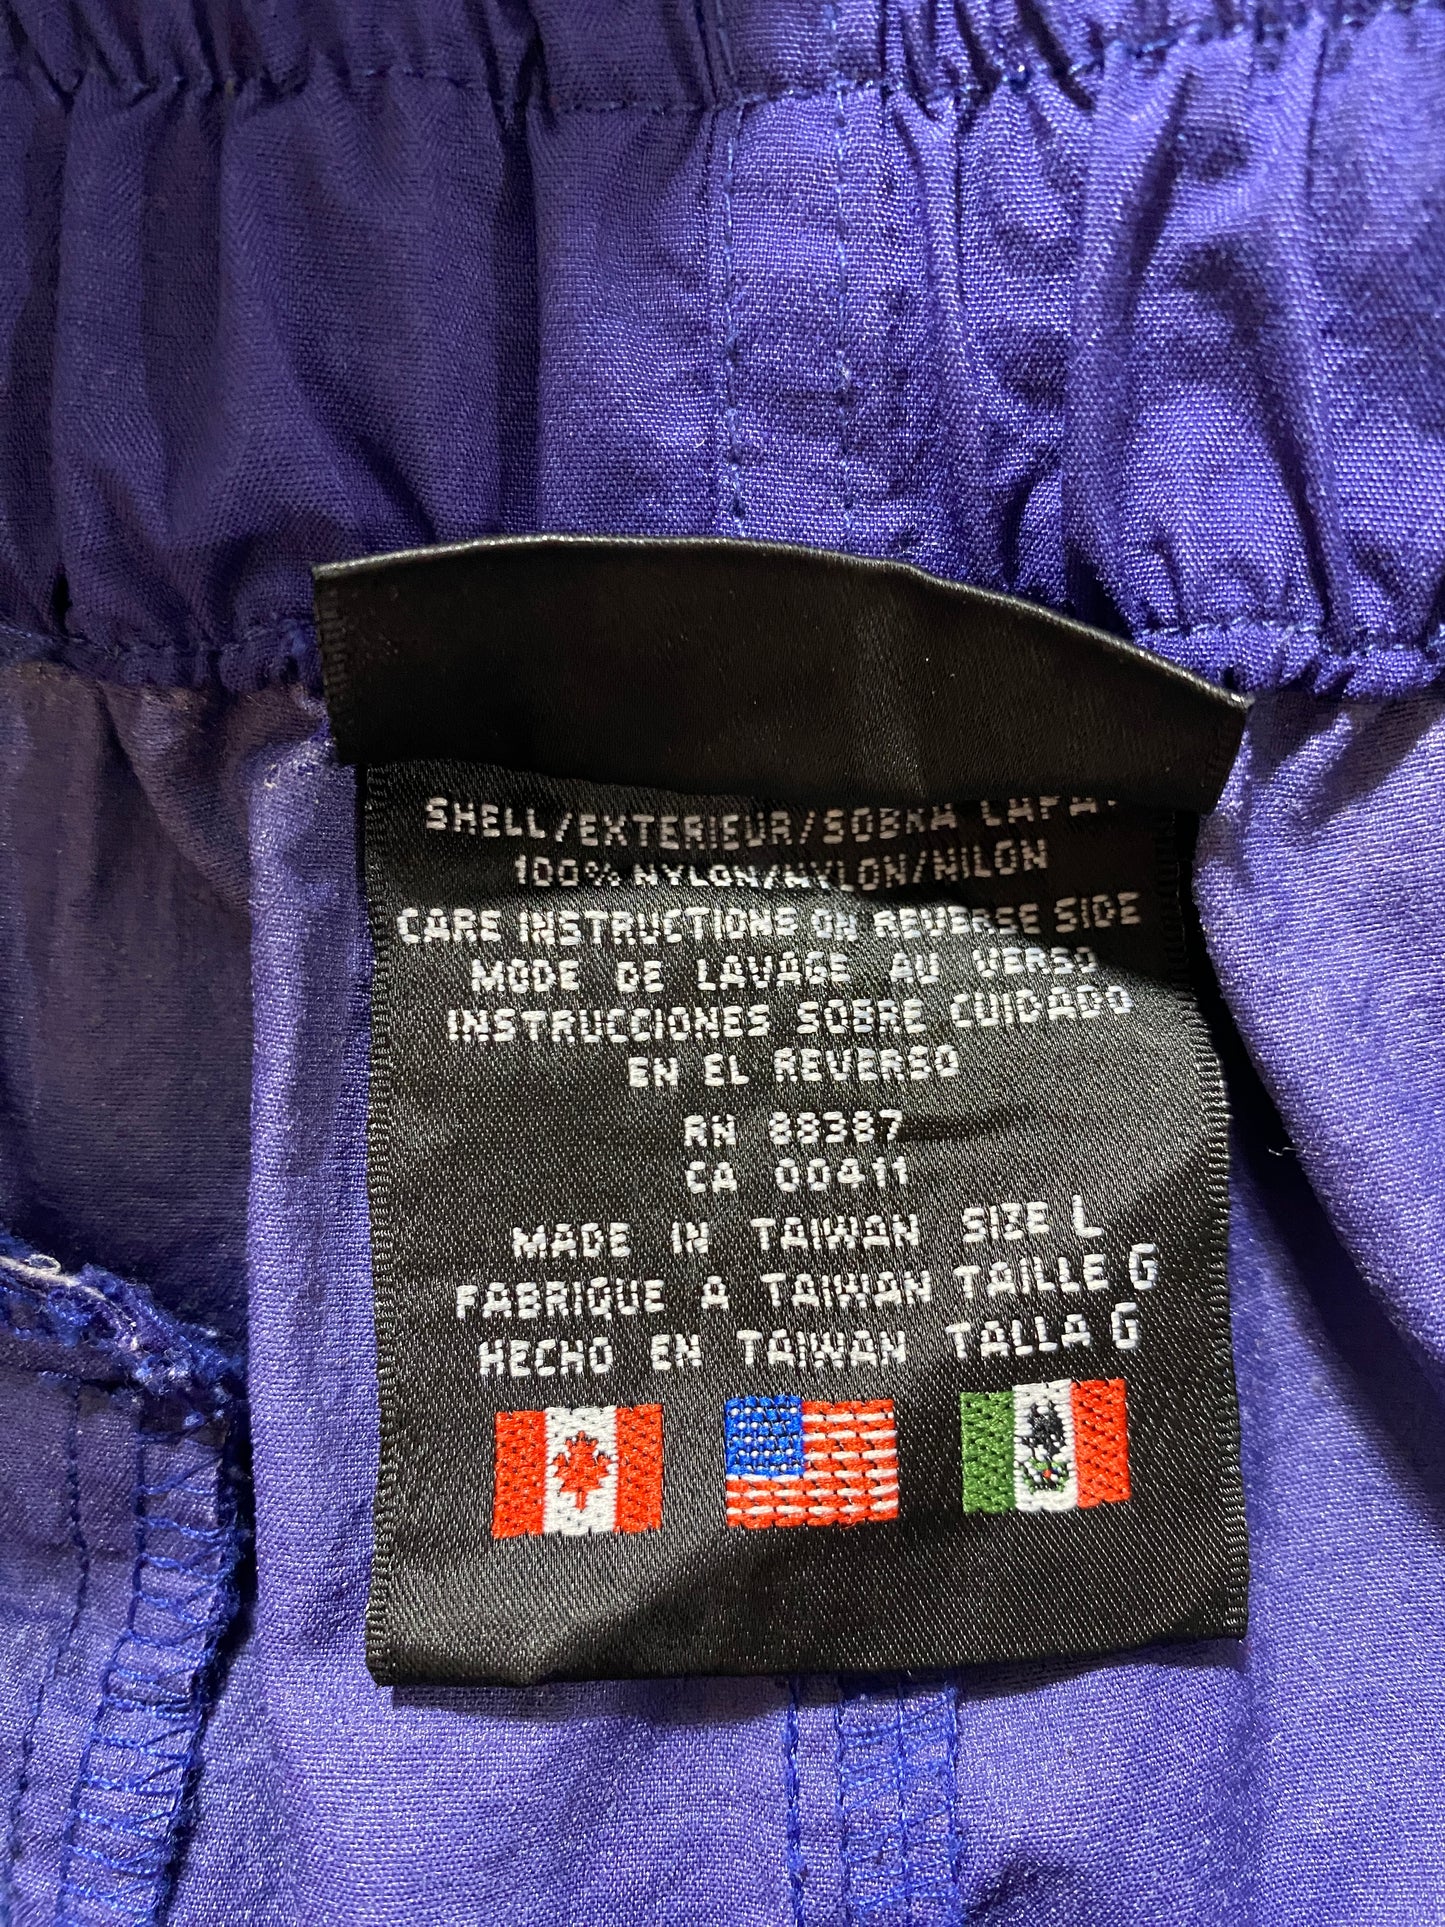 SHELL/EXTERIEUR/SOBRA CAPA:
100% NYLON/NYLON/NILON
CARE INSTRUCTIONS ON REVERSE SIDE
MODE DE LAVAGE AU VERSO
INSTRUCCIONES SOBRE CUIDADO
EN EL REVERSO
RN 88387
CA 00411
MADE IN TAIWAN SIZE L
FABRIQUE A TAIWAN TAILLE G
HECHO EN TAIWAN TALLA G